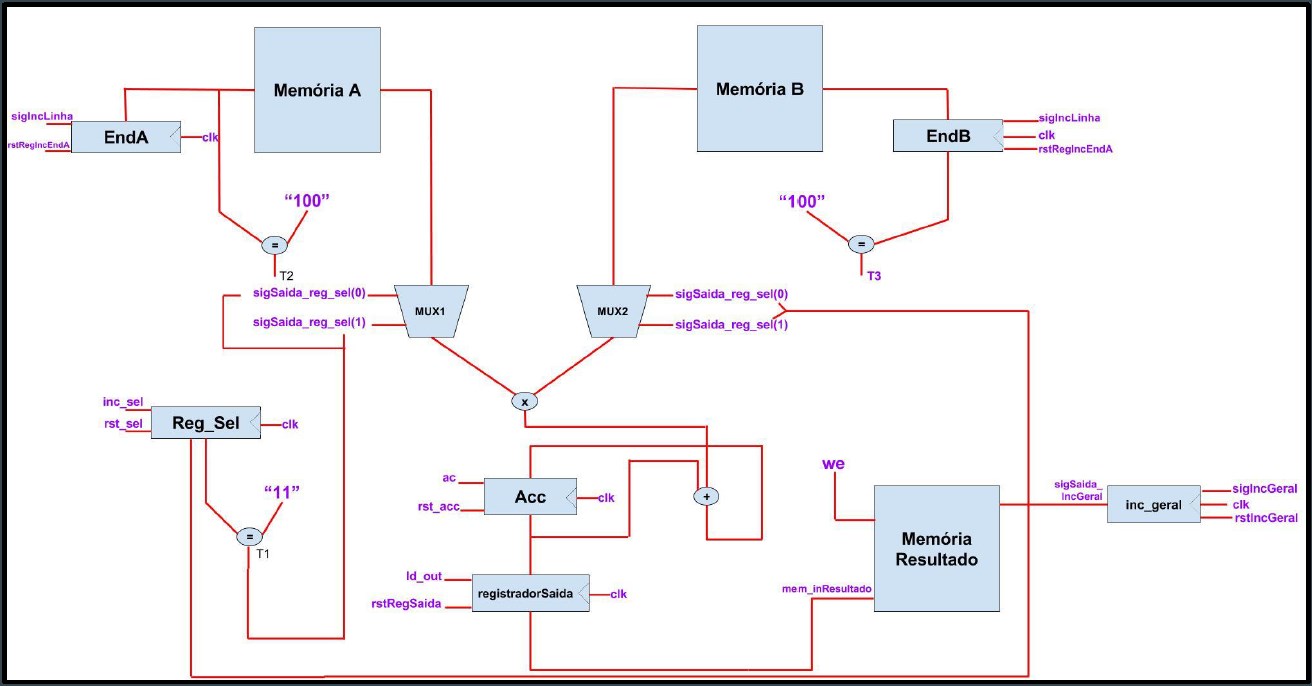 Memória A
Memória B
sigIncLinha
rstRegIncEndA
EndA
clk
EndB
sigIncLinha
clk
rstRegIncEndA
“100”
=
T2
“100”
=
T3
sigSaida_reg_sel(0)
sigSaida_reg_sel(1)
MUX1
MUX2
sigSaida_reg_sel(0)
sigSaida_reg_sel(1)
x
inc_sel
rst_sel
Reg_Sel
clk
“11”
=
T1
ac
rst_acc
Acc
clk
+
ld_out
rstRegSaida
registradorSaida
clk
we
mem_inResultado
Memória
Resultado
sigSaida_
IncGeral
inc_geral
sigIncGeral
clk
rstIncGeral